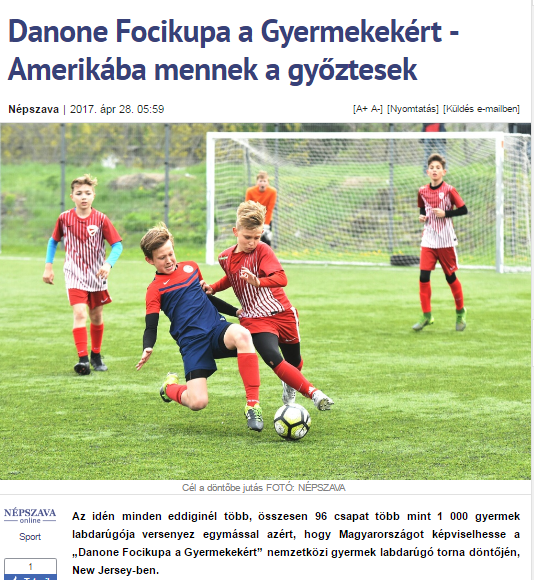 Danone Focikupa a Gyermekekért -
Amerikába mennek a győztesek
Népszava | 2017. ápr 28. 05:59
[A+ A-] [Nyomtatás] [Küldés e-mailben]
Cél a döntőbe jutás FOTÓ: NÉPSZAVA
NÉPSZAVA
online
Sport
1
Az idén minden eddiginél több, összesen 96 csapat több mint 1 000 gyermek
labdarúgója versenyez egymással azért, hogy Magyarországot képviselhesse a
„Danone Focikupa a Gyermekekért” nemzetközi gyermek labdarúgó torna döntőjén,
New Jersey-ben.